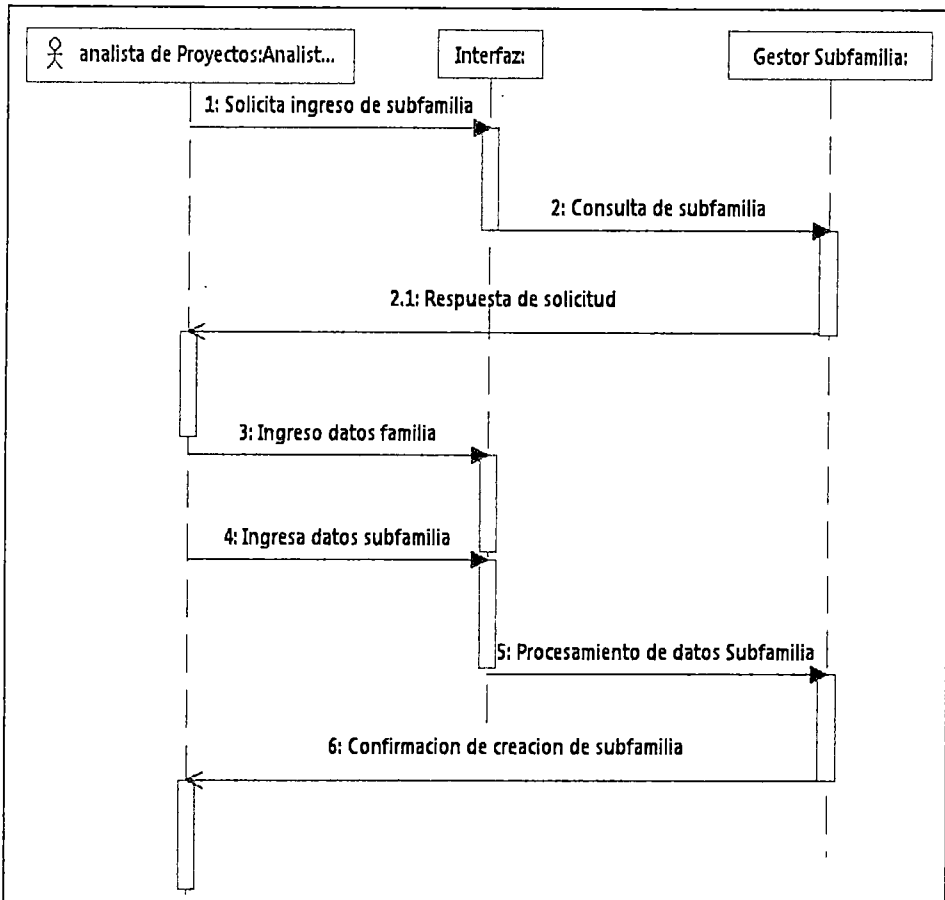 analista de Proyectos:Analist...
Interfaz:
Gestor Subfamilia:
1: Solicita ingreso de subfamilia
2: Consulta de subfamilia
2.1: Respuesta de solicitud
3: Ingreso datos familia
4: Ingresa datos subfamilia
5: Procesamiento de datos Subfamilia
6: Confirmacion de creacion de subfamilia